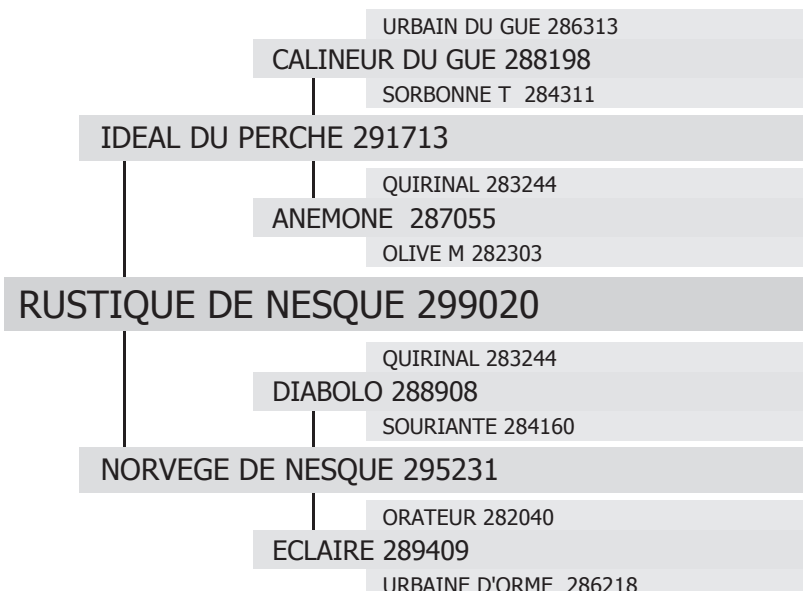 URBAIN DU GUE 286313
CALINEUR DU GUE 288198
SORBONNE T 284311
IDEAL DU PERCHE 291713
QUIRINAL 283244
ANEMONE 287055
OLIVE M 282303
RUSTIQUE DE NESQUE 299020
QUIRINAL 283244
DIABOLO 288908
SOURIANTE 284160
NORVEGE DE NESQUE 295231
ORATEUR 282040
ECLAIRE 289409
URBAINE D'ORME 286218